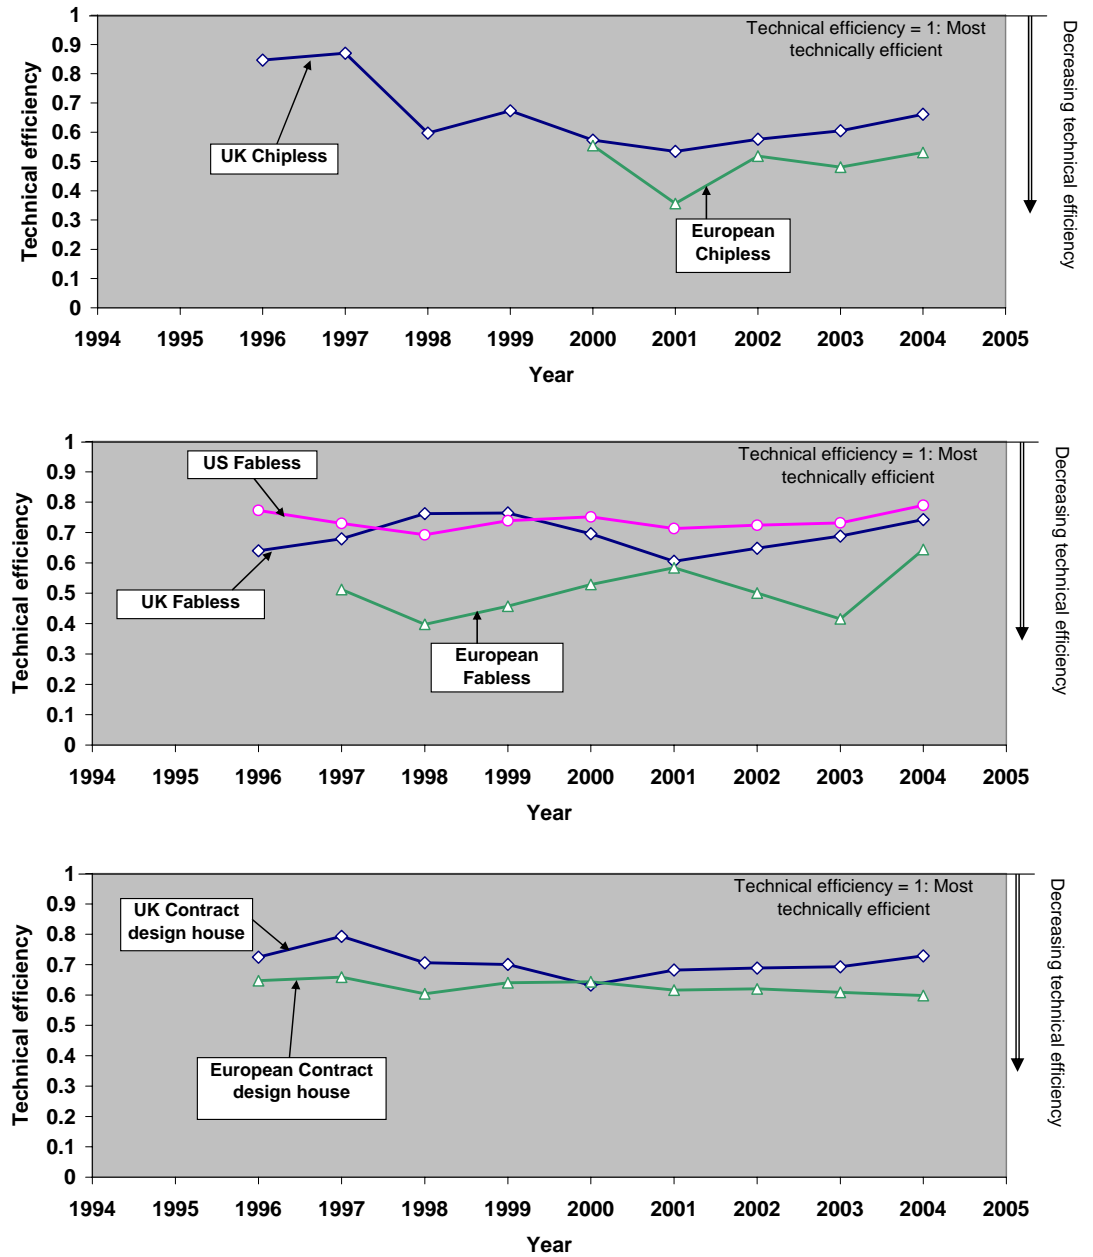 1
0.9
0.8
0.7
0.6
0.5
0.4
0.3
0.2
0.1
0
Technical efficiency
Technical efficiency = 1: Most
technically efficient
UK Chipless
European
Chipless
Decreasing technical efficiency
1994 1995 1996 1997 1998 1999 2000 2001 2002 2003 2004 2005
Year
1
0.9
0.8
0.7
0.6
0.5
0.4
0.3
0.2
0.1
0
Technical efficiency
Technical efficiency = 1: Most
technically efficient
US Fabless
UK Fabless
European
Fabless
Decreasing technical efficiency
1994 1995 1996 1997 1998 1999 2000 2001 2002 2003 2004 2005
Year
1
0.9
0.8
0.7
0.6
0.5
0.4
0.3
0.2
0.1
0
Technical efficiency
Technical efficiency = 1: Most
technically efficient
UK Contract
design house
European Contract
design house
Decreasing technical efficiency
1994 1995 1996 1997 1998 1999 2000 2001 2002 2003 2004 2005
Year